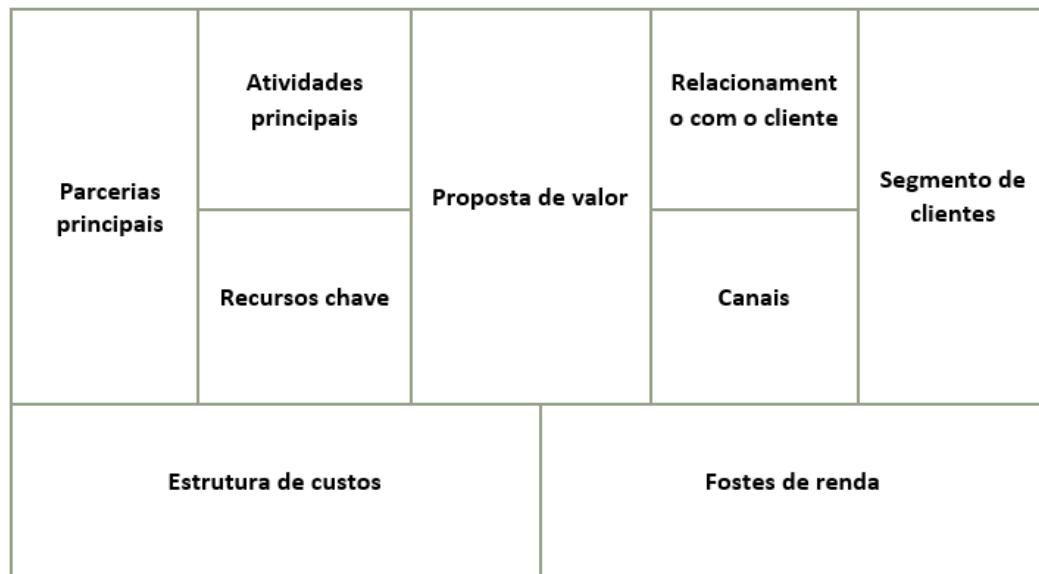 Parcerias
principais
Atividades
principais
Recursos chave
Proposta de valor
Relacionament
o com o cliente
Canais
Segmento de
clientes
Estrutura de custos
Fostes de renda